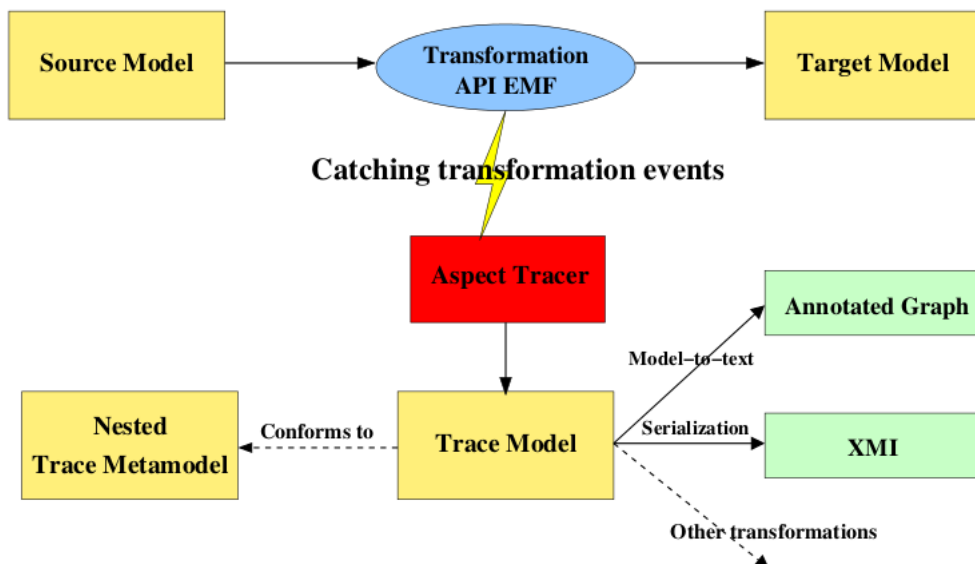 Source Model
Transformation
API EMF
Target Model
Catching transformation events
Aspect Tracer
Annotated Graph
Model-to-text
Nested
Trace Metamodel
Conforms to
Trace Model
Serialization
XMI
Other transformations